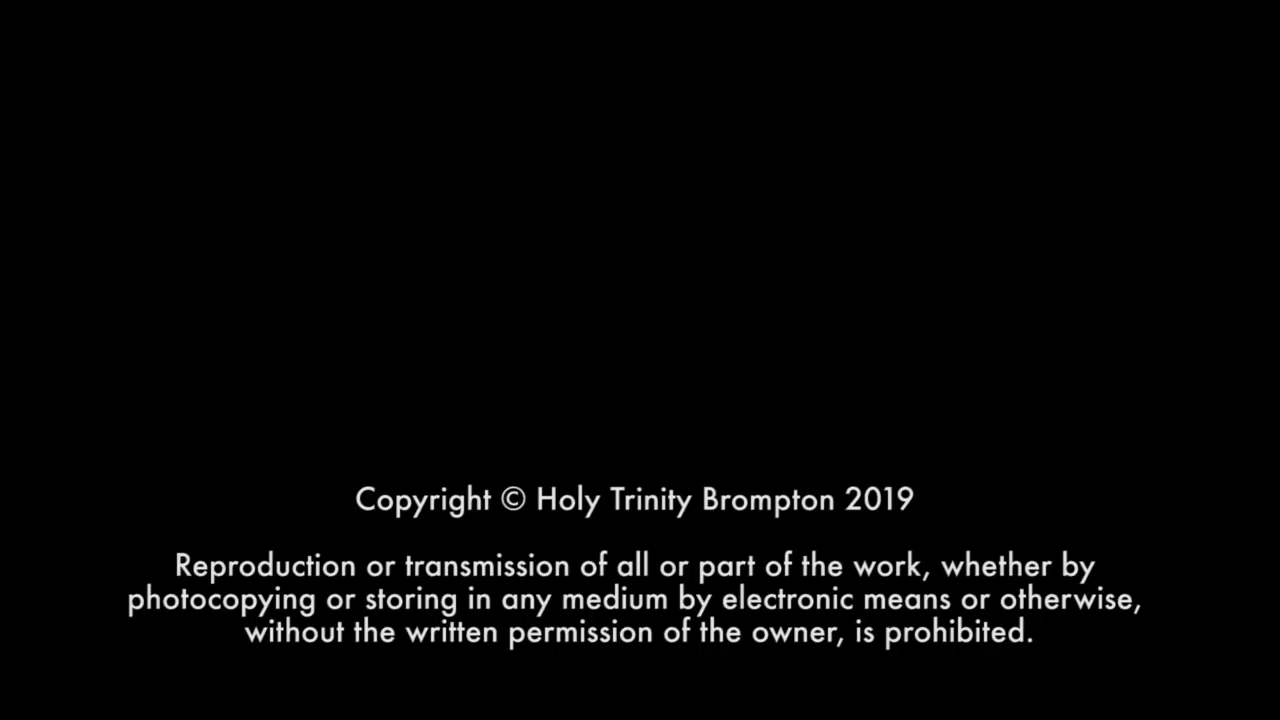 Copyright © Holy Trinity Brompton 2019
Reproduction or transmission of all or part of the work, whether by
photocopying or storing in any medium by electronic means or otherwise,
without the written permission of the owner, is prohibited.